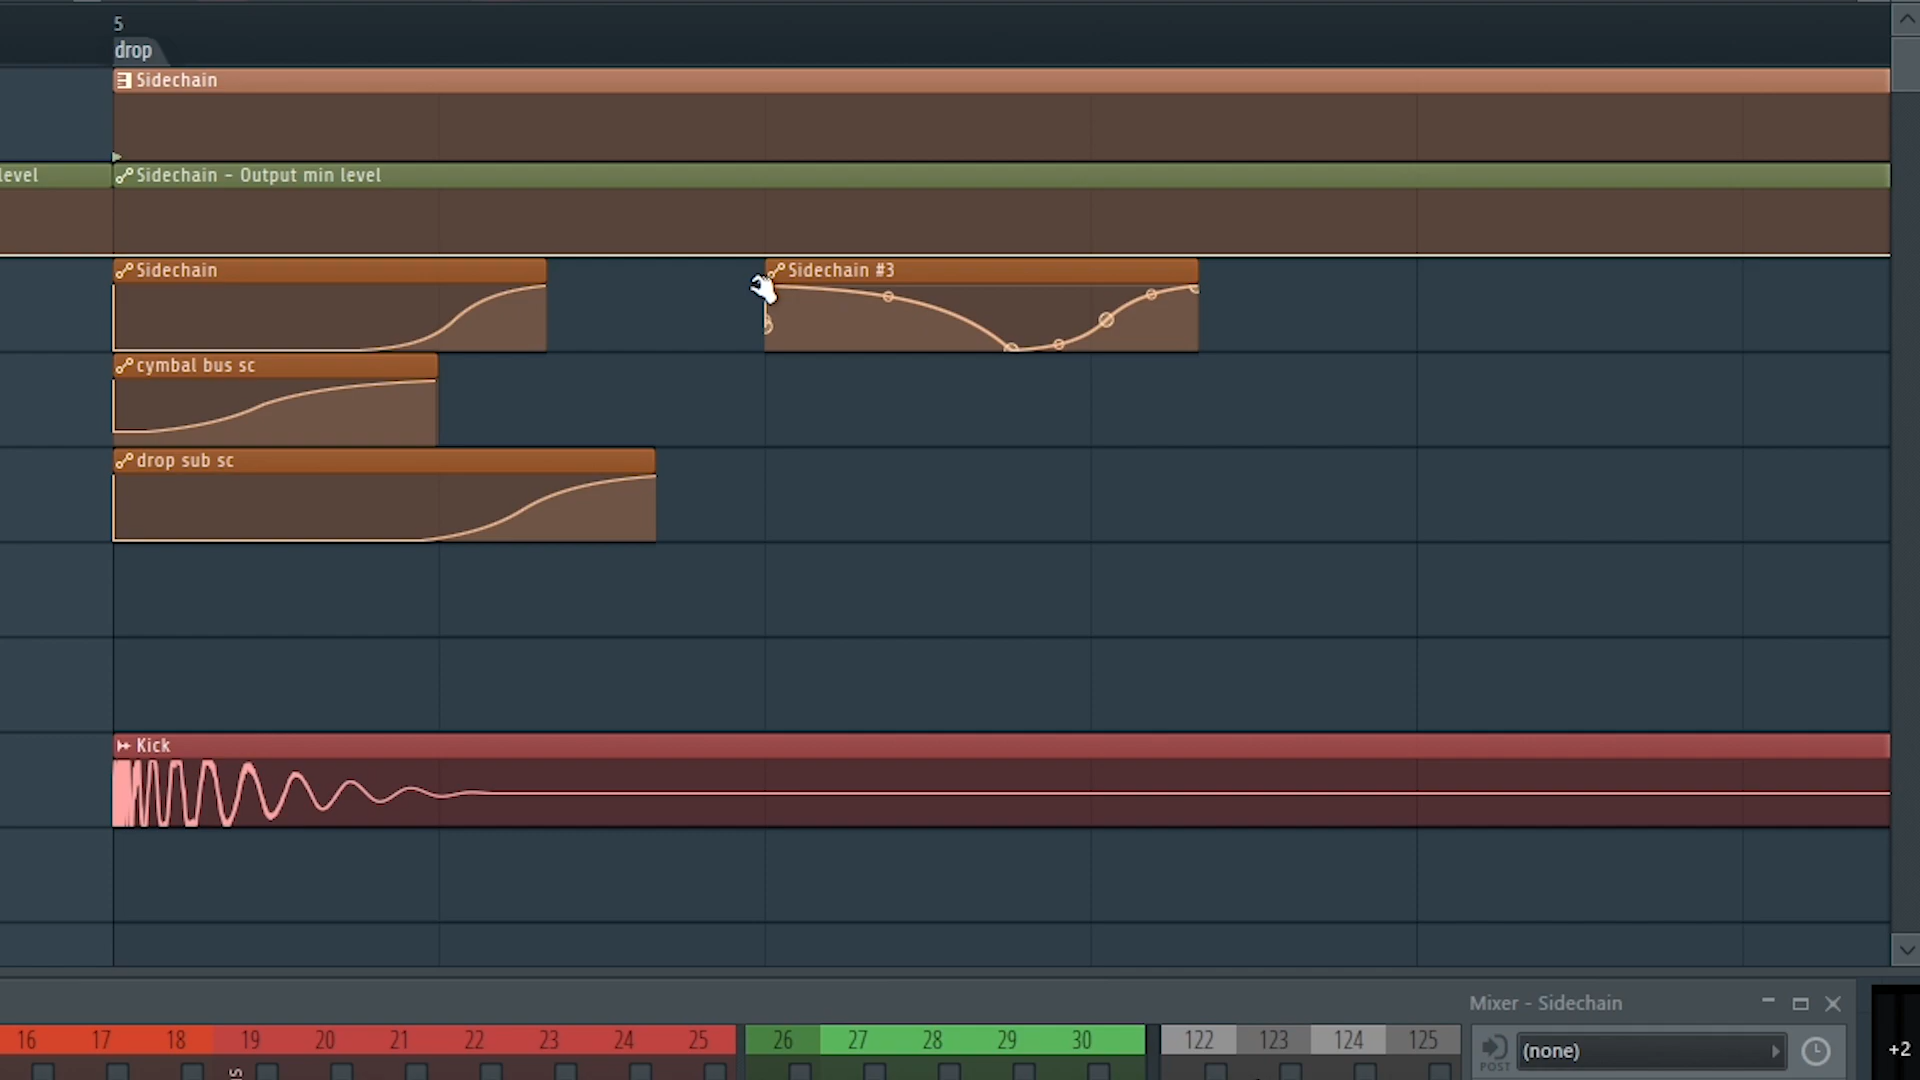 5
drop
Sidechain
level
Sidechain - Output min level
Sidechain
Sidechain #3
cymbal bus sc
drop sub sc
Kick
Mixer - Sidechain
16 17 18 19 20 21 22 23 24 25 26 27 28 29 30 122 123 124 125
POST
(none)
+2